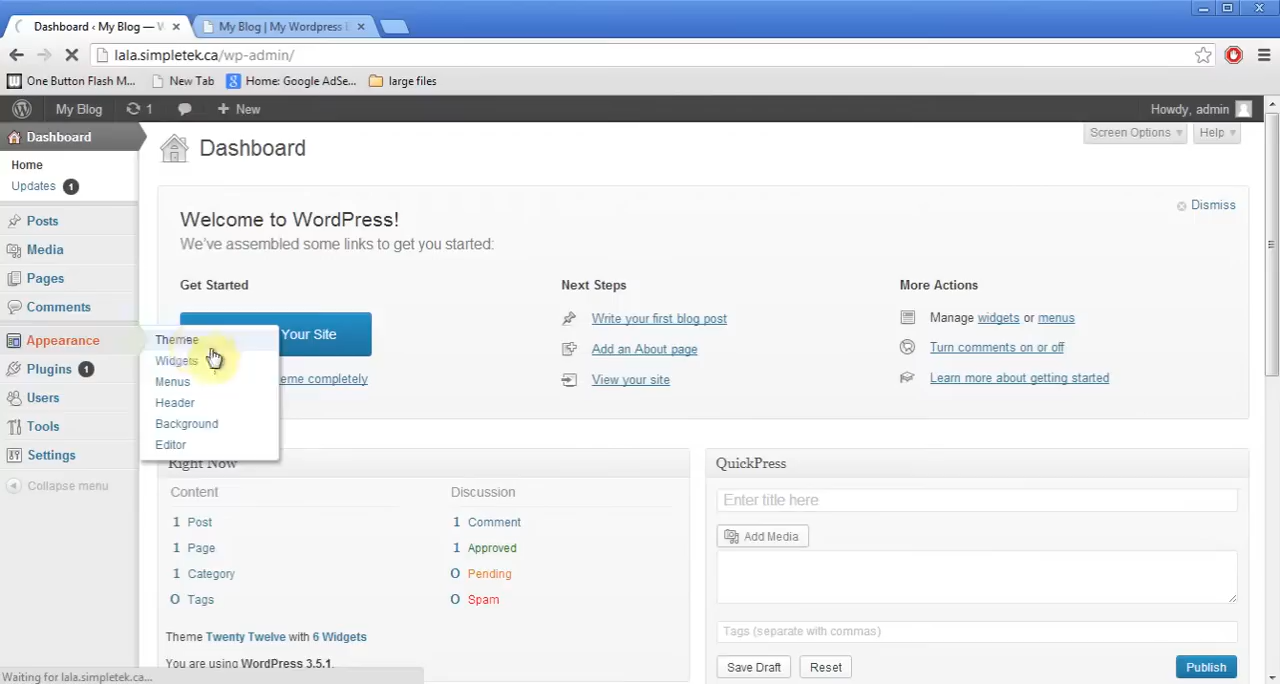 Dashboard ‹ My Blog — W
My Blog | My Wordpress
lala.simpletek.ca/wp-admin/
One Button Flash M...
New Tab
Home: Google AdSe...
large files
My Blog
1
New
Howdy, admin
Dashboard
Home
Updates 1
Posts
Media
Pages
Comments
Appearance
Plugins 1
Users
Tools
Settings
Collapse menu
Themes
Widgets
Menus
Header
Background
Editor
Dashboard
Screen Options
Help
Welcome to WordPress!
Dismiss
We've assembled some links to get you started:
Get Started
Your Site
eme completely
Next Steps
Write your first blog post
Add an About page
View your site
More Actions
Manage widgets or menus
Turn comments on or off
Learn more about getting started
Right Now
Content
1 Post
1 Page
1 Category
0 Tags
Discussion
1 Comment
1 Approved
0 Pending
0 Spam
Theme Twenty Twelve with 6 Widgets
You are using WordPress 3.5.1.
QuickPress
Enter title here
Add Media
Tags (separate with commas)
Save Draft
Reset
Publish
Waiting for lala.simpletek.ca...